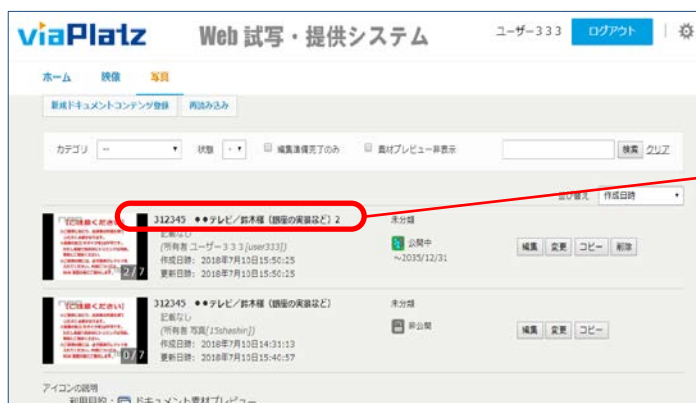 viaPlatz Web 試写・提供システム ユーザー333 ログアウト
ホーム 映像 写真
新規ドキュメントコンテンツ登録 再読み込み
カテゴリ -- 状態 - 編集準備完了のみ 素材プレビュー非表示 検索 クリア
並び替え 作成日時
312345 ●●テレビ/鈴木様(銀座の実景など)2 未分類
記載なし
(所有者 ユーザー333[user333]) 公開中
作成日時: 2018年7月10日15:50:25 ~2035/12/31 編集 変更 コピー 削除
更新日時: 2018年7月10日15:50:25
2/7
312345 ●●テレビ/鈴木様(銀座の実景など) 未分類
記載なし
(所有者 写真[15shashin]) 非公開 編集 変更 コピー
作成日時: 2018年7月10日14:31:13
更新日時: 2018年7月10日15:40:57
0/7
アイコンの説明
利用目的: ドキュメント素材プレビュー